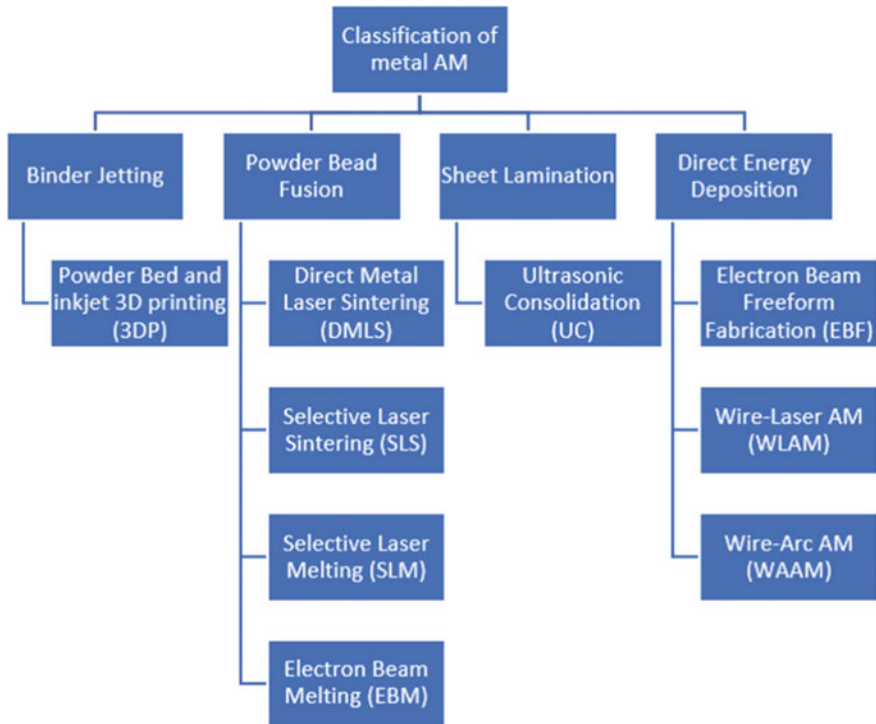 Classification of
metal AM
Binder Jetting
Powder Bead
Fusion
Sheet Lamination
Direct Energy
Deposition
Powder Bed and
inkjet 3D printing
(3DP)
Direct Metal
Laser Sintering
(DMLS)
Ultrasonic
Consolidation
(UC)
Electron Beam
Freeform
Fabrication (EBF)
Selective Laser
Sintering (SLS)
Wire-Laser AM
(WLAM)
Selective Laser
Melting (SLM)
Wire-Arc AM
(WAAM)
Electron Beam
Melting (EBM)